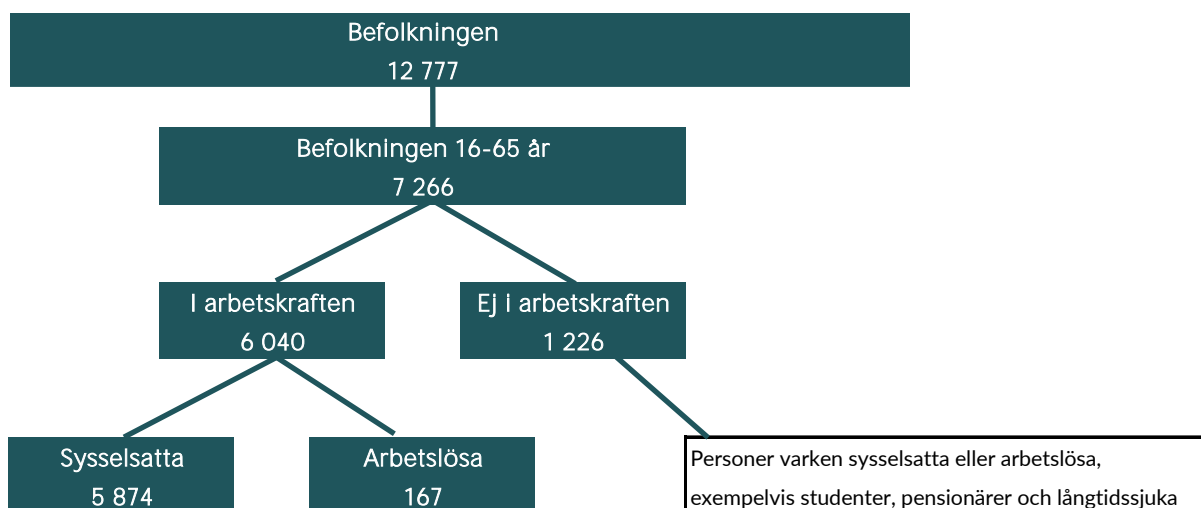 Befolkningen
12 777
Befolkningen 16-65 år
7 266
I arbetskraften
6 040
Ej i arbetskraften
1 226
Sysselsatta
5 874
Arbetslösa
167
Personer varken sysselsatta eller arbetslösa,
exempelvis studenter, pensionärer och långtidssjuka